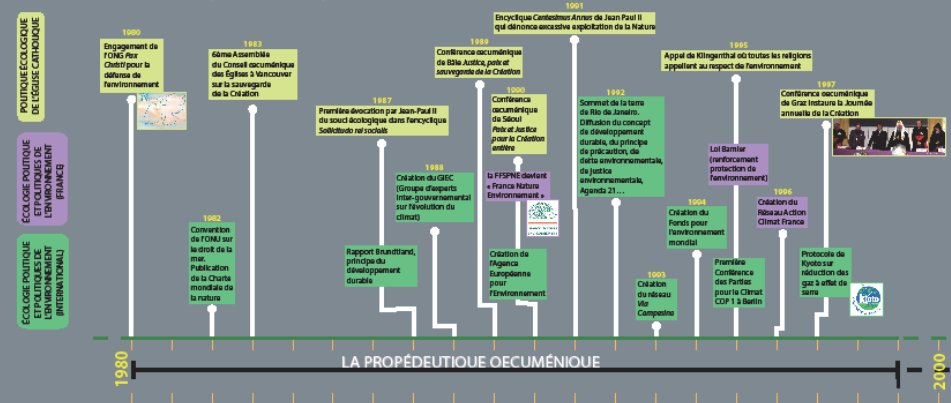 POLITIQUE ÉCOLOGIQUE
DE L'ÉGLISE CATHOLIQUE
ÉCOLOGIE POLITIQUE
ET POLITIQUES DE
L'ENVIRONNEMENT
(FRANCE)
ÉCOLOGIE POLITIQUE
ET POLITIQUES DE
L'ENVIRONNEMENT
(INTERNATIONAL)
1980
Engagement de
l'ONG Pax
Christi pour la
défense de
l'environnement
1982
Convention
de l'ONU sur
le droit de la
mer.
Publication
de la Charte
mondiale de
la nature
1983
6ème Assemblée
du Conseil œcuménique
des Églises à Vancouver
sur la sauvegarde
de la Création
1987
Première évocation par Jean-Paul II
du souci écologique dans l'encyclique
Sollicitudo rei socialis
Rapport Brundtland,
principe du
développement
durable
1988
Création du GIEC
(Groupe d'experts
inter-gouvernemental
sur l'évolution du
climat)
1989
Conférence œcuménique
de Bâle Justice, paix et
sauvegarde de la Création
1990
Conférence
œcuménique
de Séoul
Paix et Justice
pour la Création
entière
la FFSPNE devient
« France Nature
Environnement »
Création de
l'Agence
Européenne
pour
l'Environnement
1991
Encyclique Centesimus Annus de Jean Paul II
qui dénonce excessive exploitation de la Nature
1992
Sommet de la terre
de Rio de Janeiro.
Diffusion du concept
de développement
durable, du principe
de précaution, de
dette environnementale,
de justice
environnementale,
Agenda 21…
1993
Création
du réseau
Via
Campesina
1994
Création du
Fonds pour
l'environnement
mondial
1995
Appel de Klingenthal où toutes les religions
appellent au respect de l'environnement
Loi Barnier
(renforcement
protection de
l'environnement)
Première
Conférence
des Parties
pour le Climat
COP 1 à Berlin
1996
Création du
Réseau Action
Climat France
1997
Conférence œcuménique
de Graz instaure la Journée
annuelle de la Création
Protocole de
Kyoto sur
réduction des
gaz à effet de
serre
kyoto
1980
LA PROPÉDEUTIQUE OECUMÉNIQUE
2000